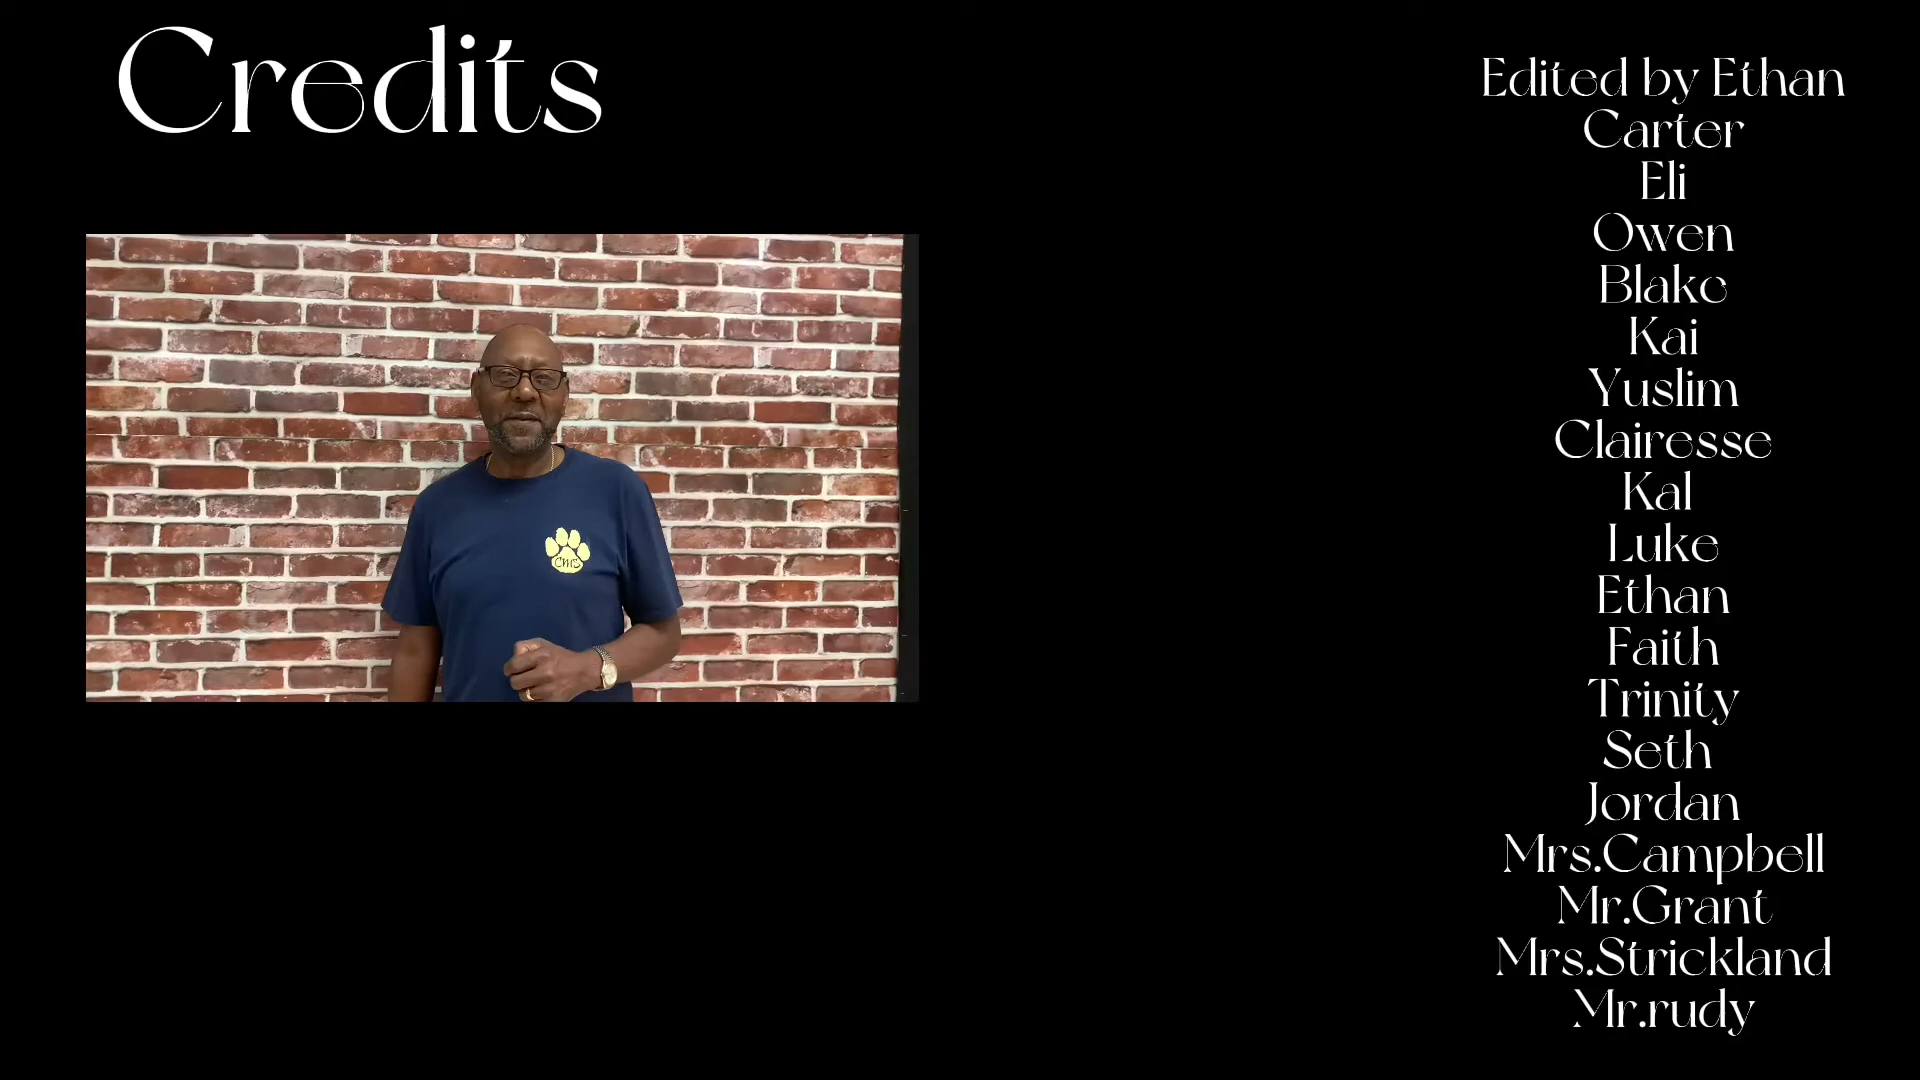 Credits
Edited by Ethan
Carter
Eli
Owen
Blake
Kai
Yuslim
Clairesse
Kal
Luke
Ethan
Faith
Trinity
Seth
Jordan
Mrs.Campbell
Mr.Grant
Mrs.Strickland
Mr.rudy
CMS